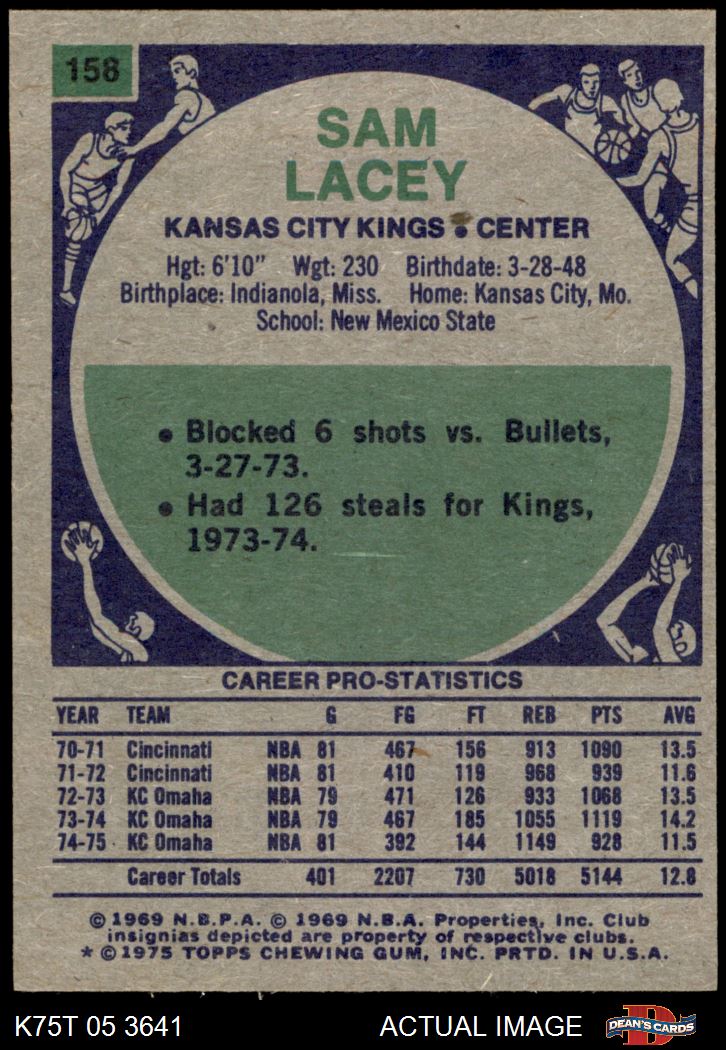 158
SAM
LACEY
KANSAS CITY KINGS • CENTER
Hgt: 6'10" Wgt: 230 Birthdate: 3-28-48
Birthplace: Indianola, Miss. Home: Kansas City, Mo.
School: New Mexico State
• Blocked 6 shots vs. Bullets,
3-27-73.
• Had 126 steals for Kings,
1973-74.
CAREER PRO-STATISTICS
YEAR TEAM G FG FT REB PTS AVG
70-71 Cincinnati NBA 81 467 156 913 1090 13.5
71-72 Cincinnati NBA 81 410 119 968 939 11.6
72-73 KC Omaha NBA 79 471 126 933 1068 13.5
73-74 KC Omaha NBA 79 467 185 1055 1119 14.2
74-75 KC Omaha NBA 81 392 144 1149 928 11.5
Career Totals 401 2207 730 5018 5144 12.8
© 1969 N.B.P.A. © 1969 N.B.A. Properties, Inc. Club
insignias depicted are property of respective clubs.
* © 1975 TOPPS CHEWING GUM, INC. PRTD. IN U.S.A.
K75T 05 3641 ACTUAL IMAGE DEAN'S CARDS